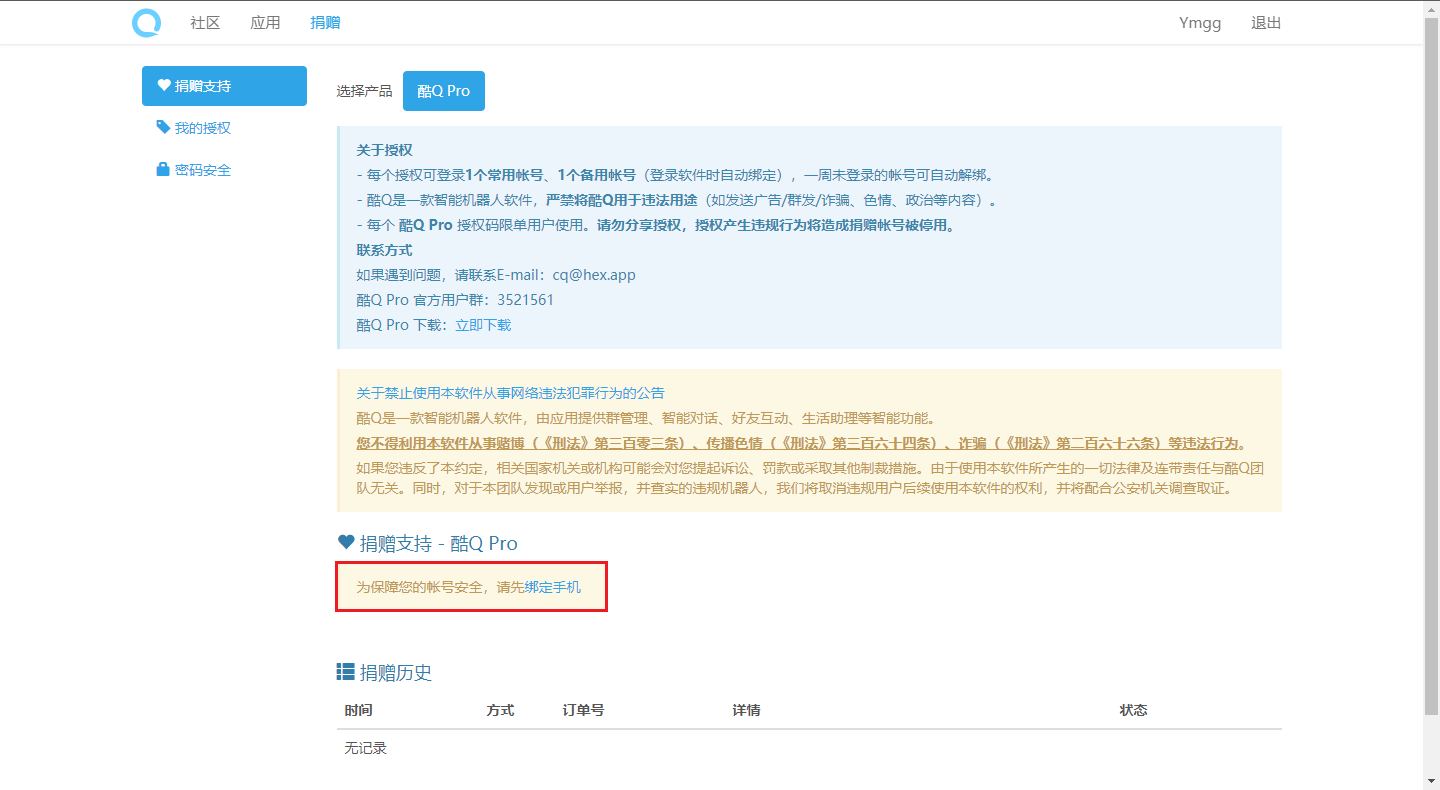 社区 应用 捐赠 Ymgg 退出
捐赠支持
我的授权
密码安全
选择产品 酷Q Pro
关于授权
- 每个授权可登录1个常用帐号、1个备用帐号（登录软件时自动绑定），一周未登录的帐号可自动解绑。
- 酷Q是一款智能机器人软件，严禁将酷Q用于违法用途（如发送广告/群发/诈骗、色情、政治等内容）。
- 每个 酷Q Pro 授权码限单用户使用。请勿分享授权，授权产生违规行为将造成捐赠帐号被停用。
联系方式
如果遇到问题，请联系E-mail：cq@hex.app
酷Q Pro 官方用户群：3521561
酷Q Pro 下载：立即下载
关于禁止使用本软件从事网络违法犯罪行为的公告
酷Q是一款智能机器人软件，由应用提供群管理、智能对话、好友互动、生活助理等智能功能。
您不得利用本软件从事赌博（《刑法》第三百零三条）、传播色情（《刑法》第三百六十四条）、诈骗（《刑法》第二百六十六条）等违法行为。
如果您违反了本约定，相关国家机关或机构可能会对您提起诉讼、罚款或采取其他制裁措施。由于使用本软件所产生的一切法律及连带责任与酷Q团
队无关。同时，对于本团队发现或用户举报，并查实的违规机器人，我们将取消违规用户后续使用本软件的权利，并将配合公安机关调查取证。
捐赠支持 - 酷Q Pro
为保障您的帐号安全，请先绑定手机
捐赠历史
时间 方式 订单号 详情 状态
无记录